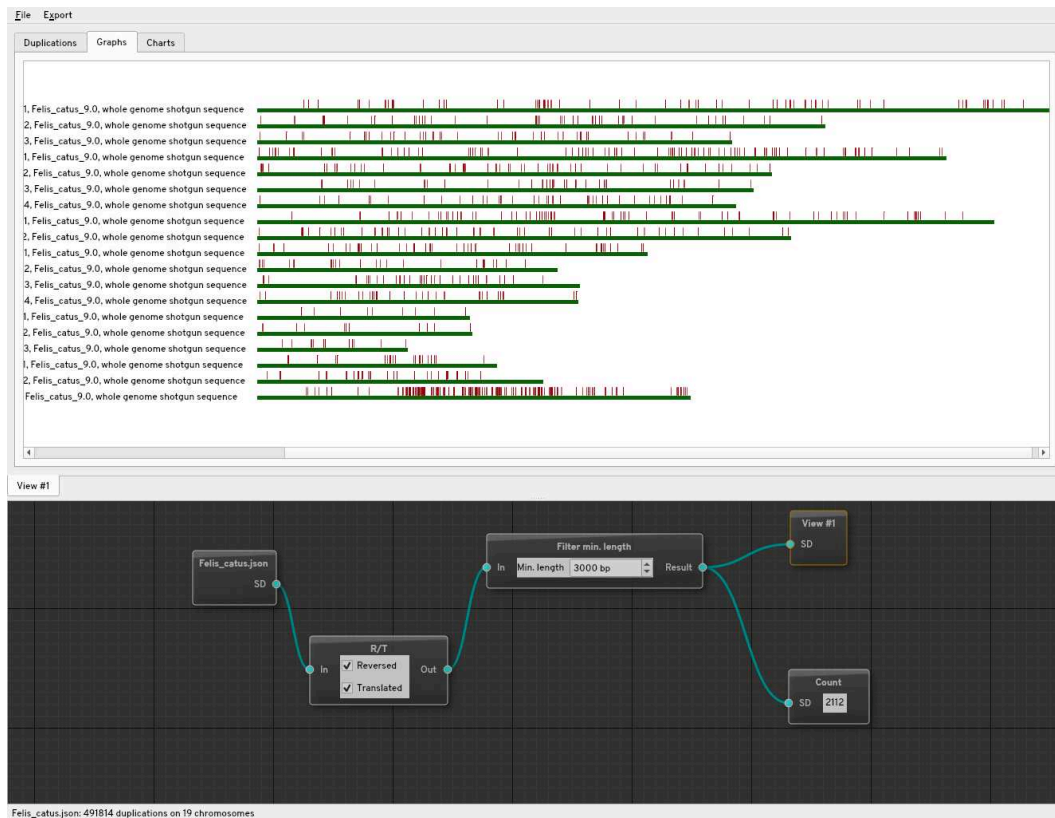 File Export
Duplications Graphs Charts
1, Felis_catus_9.0, whole genome shotgun sequence
2, Felis_catus_9.0, whole genome shotgun sequence
3, Felis_catus_9.0, whole genome shotgun sequence
1, Felis_catus_9.0, whole genome shotgun sequence
2, Felis_catus_9.0, whole genome shotgun sequence
3, Felis_catus_9.0, whole genome shotgun sequence
4, Felis_catus_9.0, whole genome shotgun sequence
1, Felis_catus_9.0, whole genome shotgun sequence
2, Felis_catus_9.0, whole genome shotgun sequence
1, Felis_catus_9.0, whole genome shotgun sequence
2, Felis_catus_9.0, whole genome shotgun sequence
3, Felis_catus_9.0, whole genome shotgun sequence
4, Felis_catus_9.0, whole genome shotgun sequence
1, Felis_catus_9.0, whole genome shotgun sequence
2, Felis_catus_9.0, whole genome shotgun sequence
3, Felis_catus_9.0, whole genome shotgun sequence
1, Felis_catus_9.0, whole genome shotgun sequence
2, Felis_catus_9.0, whole genome shotgun sequence
Felis_catus_9.0, whole genome shotgun sequence
View #1
Felis_catus.json
SD
R/T
In Reversed Out
Translated
Filter min. length
In Min. length 3000 bp Result
View #1
SD
Count
SD 2112
Felis_catus.json: 491814 duplications on 19 chromosomes